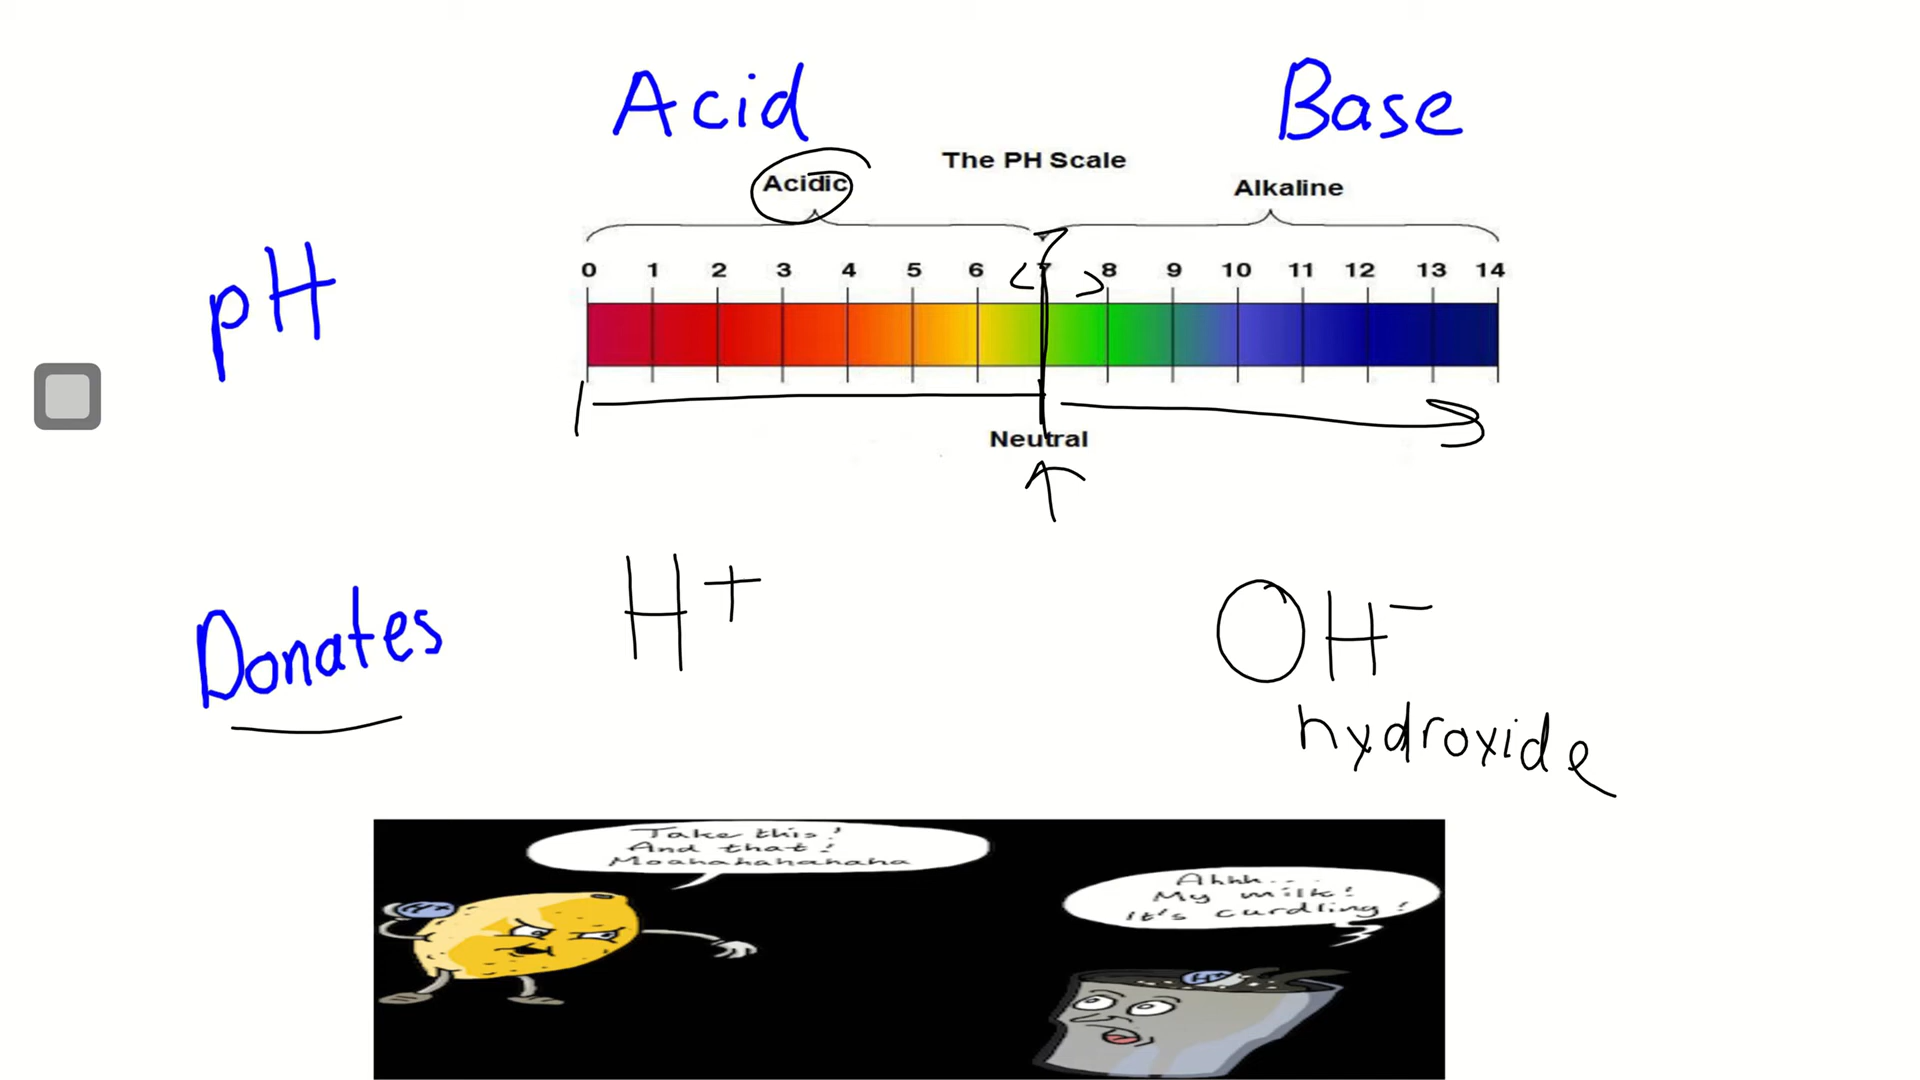 Acid
Base
The PH Scale
Acidic
Alkaline
pH
0 1 2 3 4 5 6 7 8 9 10 11 12 13 14
< >
Neutral
Donates
H+
OH−
hydroxide
Take this!
And that!
Moahahahahaha
Ahhh....
My milk!
It's curdling!
H+
H+